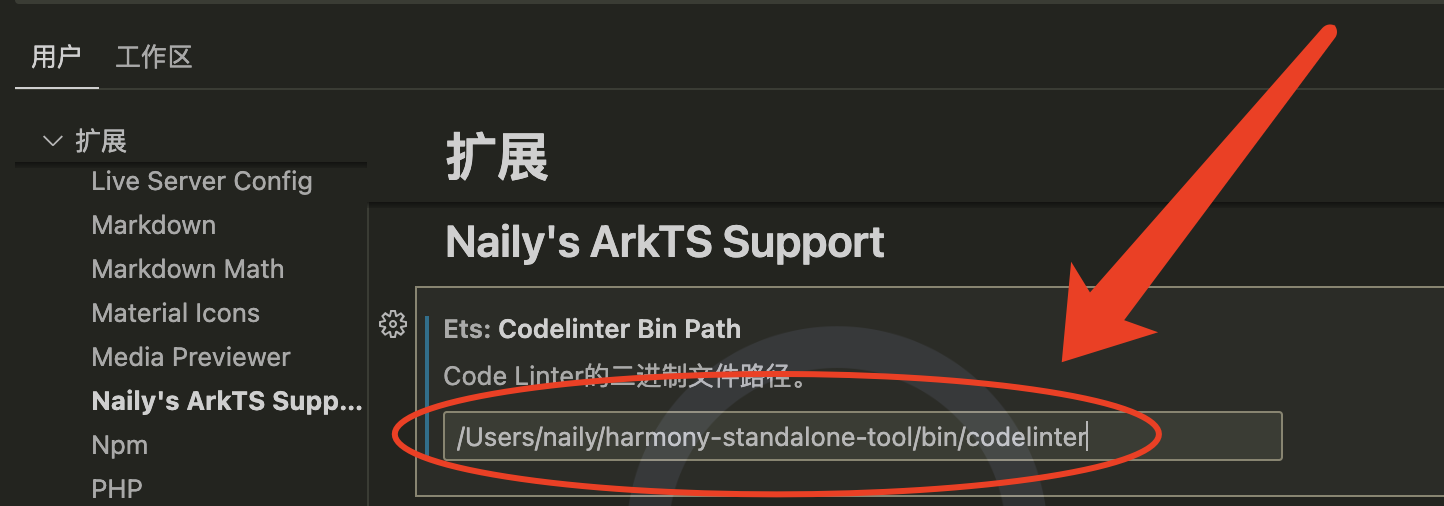 用户 工作区
扩展
Live Server Config
Markdown
Markdown Math
Material Icons
Media Previewer
Naily's ArkTS Supp...
Npm
PHP
扩展
Naily's ArkTS Support
Ets: Codelinter Bin Path
Code Linter的二进制文件路径。
/Users/naily/harmony-standalone-tool/bin/codelinter